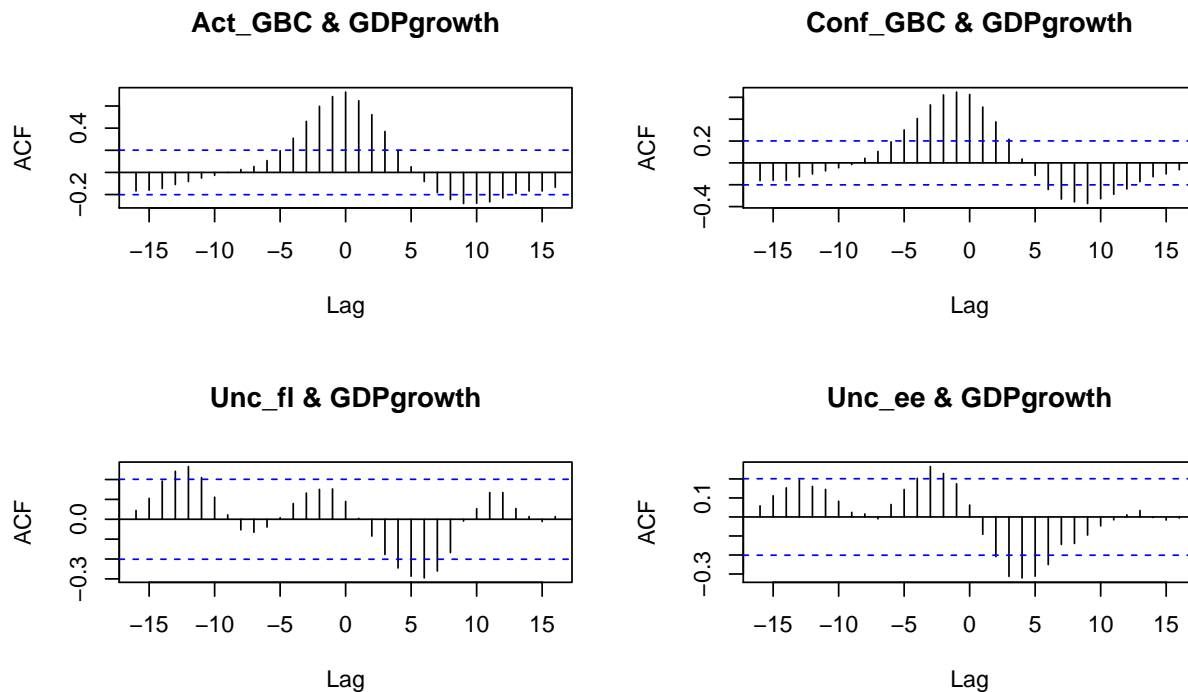 Act_GBC & GDPgrowth
ACF
0.4
−0.2
−15 −10 −5 0 5 10 15
Lag
Conf_GBC & GDPgrowth
ACF
0.2
−0.4
−15 −10 −5 0 5 10 15
Lag
Unc_fl & GDPgrowth
ACF
0.0
−0.3
−15 −10 −5 0 5 10 15
Lag
Unc_ee & GDPgrowth
ACF
0.1
−0.3
−15 −10 −5 0 5 10 15
Lag